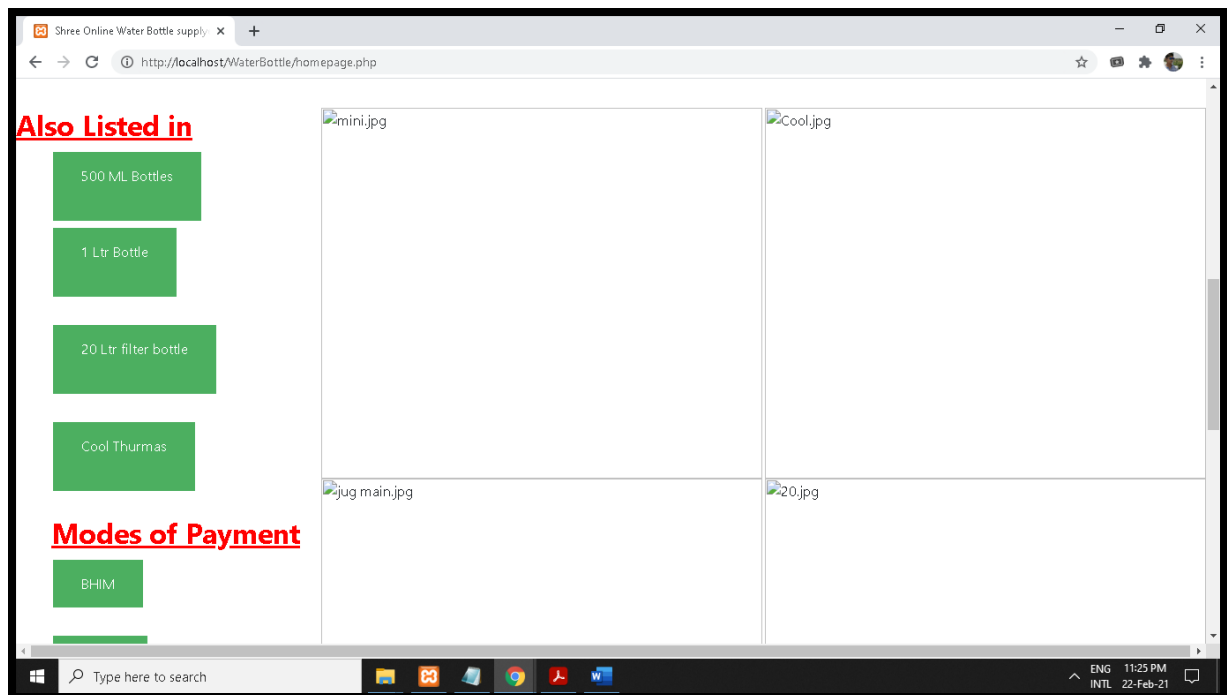 Shree Online Water Bottle supply
http://localhost/WaterBottle/homepage.php
Also Listed in
500 ML Bottles
1 Ltr Bottle
20 Ltr filter bottle
Cool Thurmas
Modes of Payment
BHIM
mini.jpg
Cool.jpg
jug main.jpg
20.jpg
Type here to search
ENG 11:25 PM
INTL 22-Feb-21